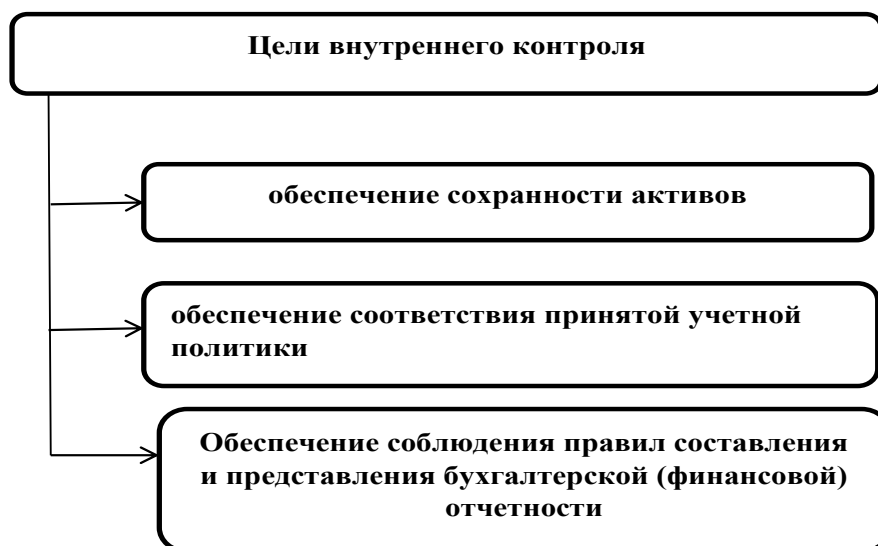 Цели внутреннего контроля
обеспечение сохранности активов
обеспечение соответствия принятой учетной
политики
Обеспечение соблюдения правил составления
и представления бухгалтерской (финансовой)
отчетности